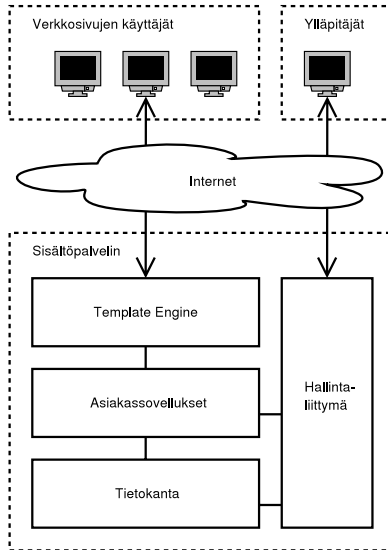 Verkkosivujen käyttäjät
Ylläpitäjät
Internet
Sisältöpalvelin
Template Engine
Asiakassovellukset
Tietokanta
Hallinta-
liittymä